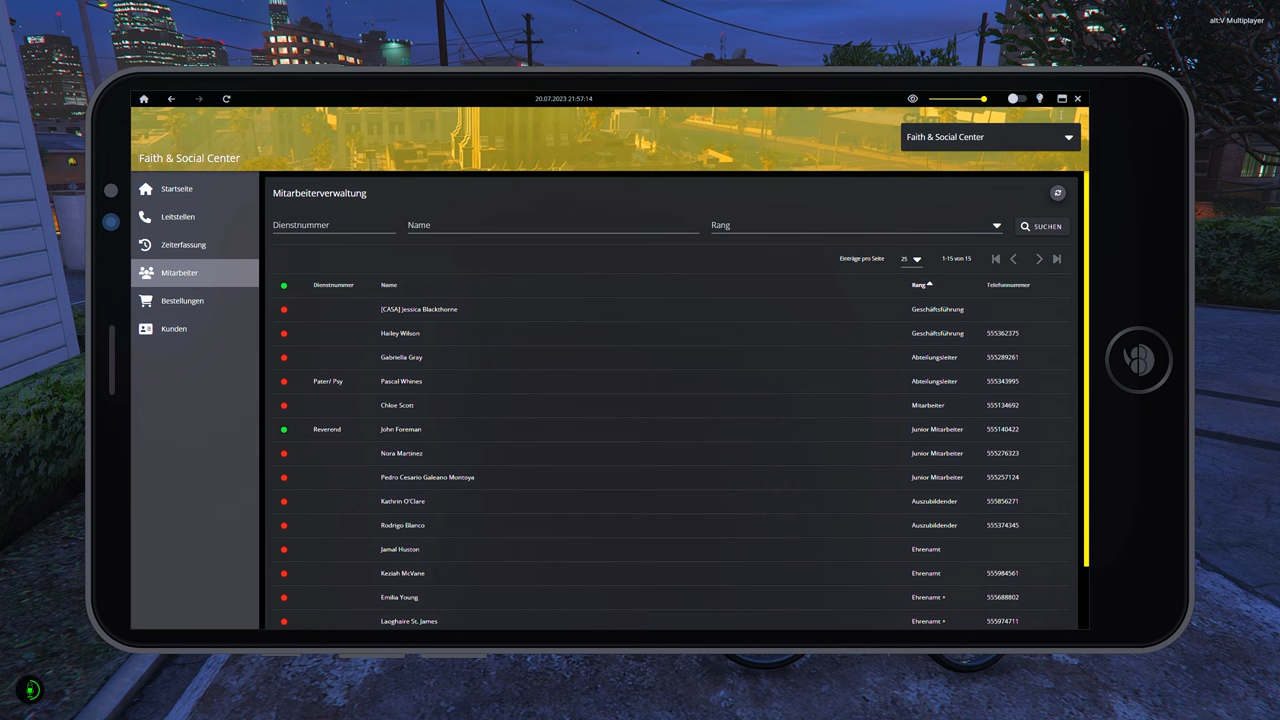 alt:V Multiplayer
20.07.2023 21:57:14
Faith & Social Center
Faith & Social Center
Startseite
Leitstellen
Zeiterfassung
Mitarbeiter
Bestellungen
Kunden
Mitarbeiterverwaltung
Dienstnummer Name Rang SUCHEN
Einträge pro Seite 25 1-15 von 15
Dienstnummer Name Rang Telefonnummer
[CASA] Jessica Blackthorne Geschäftsführung
Hailey Wilson Geschäftsführung 555362375
Gabriella Gray Abteilungsleiter 555289261
Pater/ Psy Pascal Whines Abteilungsleiter 555343995
Chloe Scott Mitarbeiter 555134692
Reverend John Foreman Junior Mitarbeiter 555140422
Nora Martinez Junior Mitarbeiter 555276323
Pedro Cesario Galeano Montoya Junior Mitarbeiter 555257124
Kathrin O'Clare Auszubildender 555856271
Rodrigo Blanco Auszubildender 555374345
Jamal Huston Ehrenamt
Keziah McVane Ehrenamt 555984561
Emilia Young Ehrenamt + 555688802
Laoghaire St. James Ehrenamt + 555974711